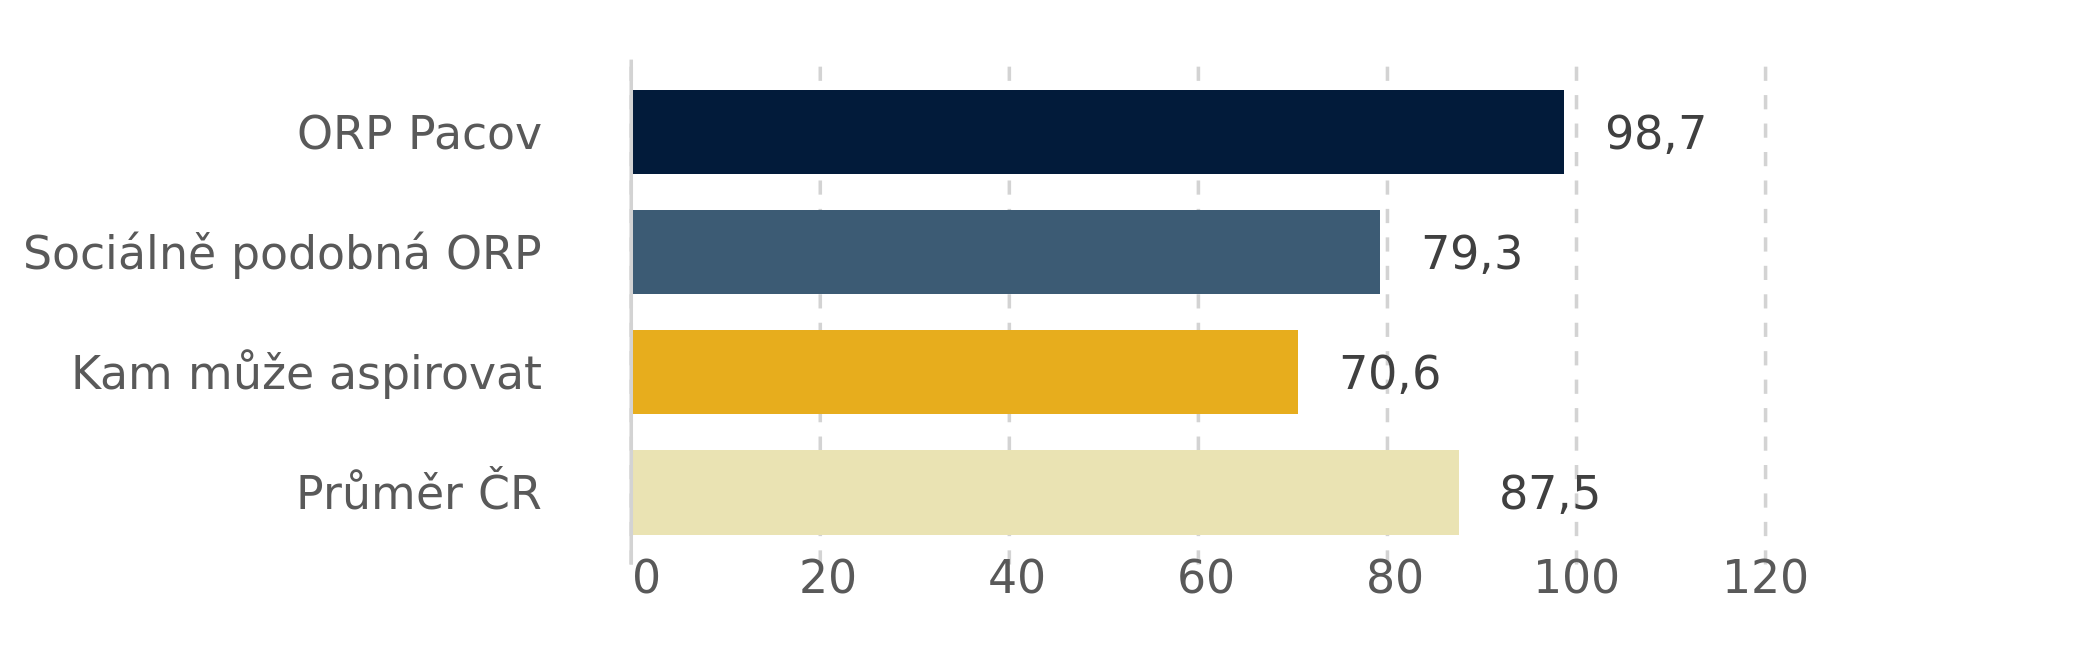 ORP Pacov 98,7
Sociálně podobná ORP 79,3
Kam může aspirovat 70,6
Průměr ČR 87,5
0 20 40 60 80 100 120